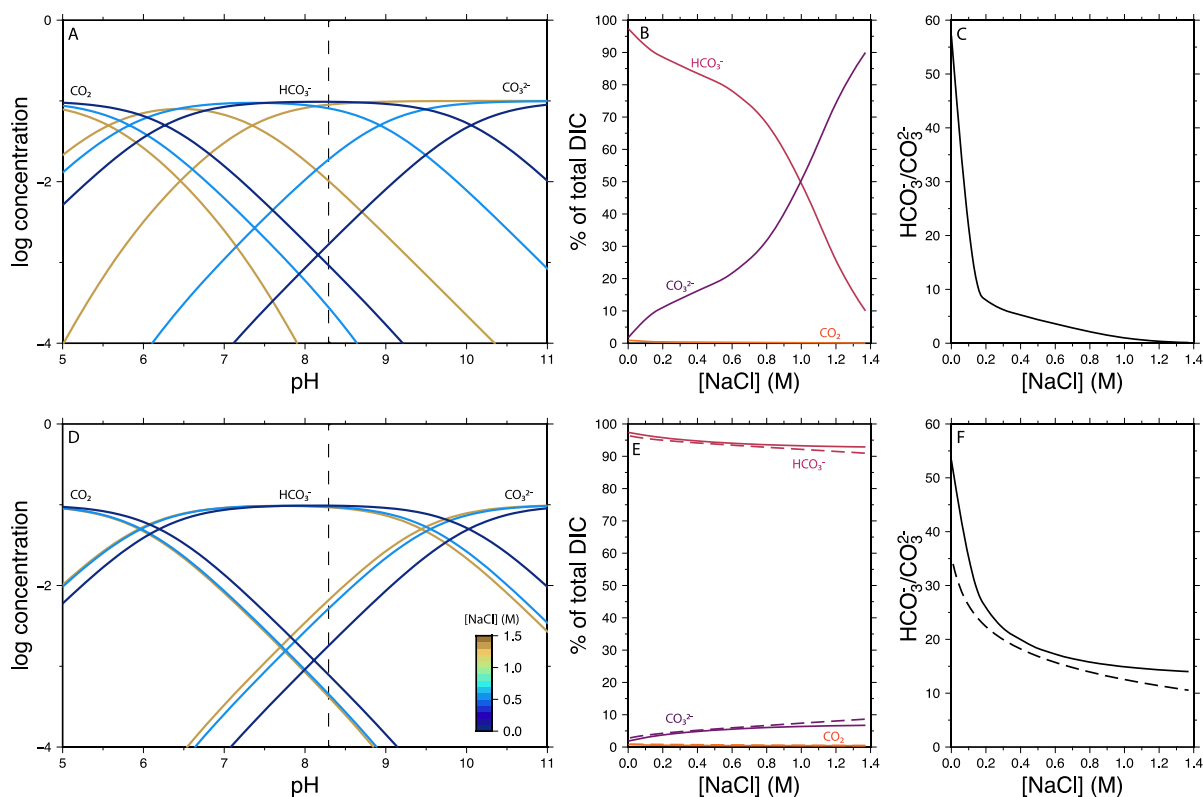 A
CO₂
HCO₃⁻
CO₃²⁻
0
−2
−4
log concentration
5 6 7 8 9 10 11
pH
B
HCO₃⁻
CO₃²⁻
CO₂
100
90
80
70
60
50
40
30
20
10
0
% of total DIC
0.0 0.2 0.4 0.6 0.8 1.0 1.2 1.4
[NaCl] (M)
C
60
50
40
30
20
10
0
HCO₃⁻/CO₃²⁻
0.0 0.2 0.4 0.6 0.8 1.0 1.2 1.4
[NaCl] (M)
D
CO₂
HCO₃⁻
CO₃²⁻
0
−2
−4
log concentration
[NaCl] (M)
1.5
1.0
0.5
0.0
5 6 7 8 9 10 11
pH
E
HCO₃⁻
CO₃²⁻
CO₂
100
90
80
70
60
50
40
30
20
10
0
% of total DIC
0.0 0.2 0.4 0.6 0.8 1.0 1.2 1.4
[NaCl] (M)
F
60
50
40
30
20
10
0
HCO₃⁻/CO₃²⁻
0.0 0.2 0.4 0.6 0.8 1.0 1.2 1.4
[NaCl] (M)